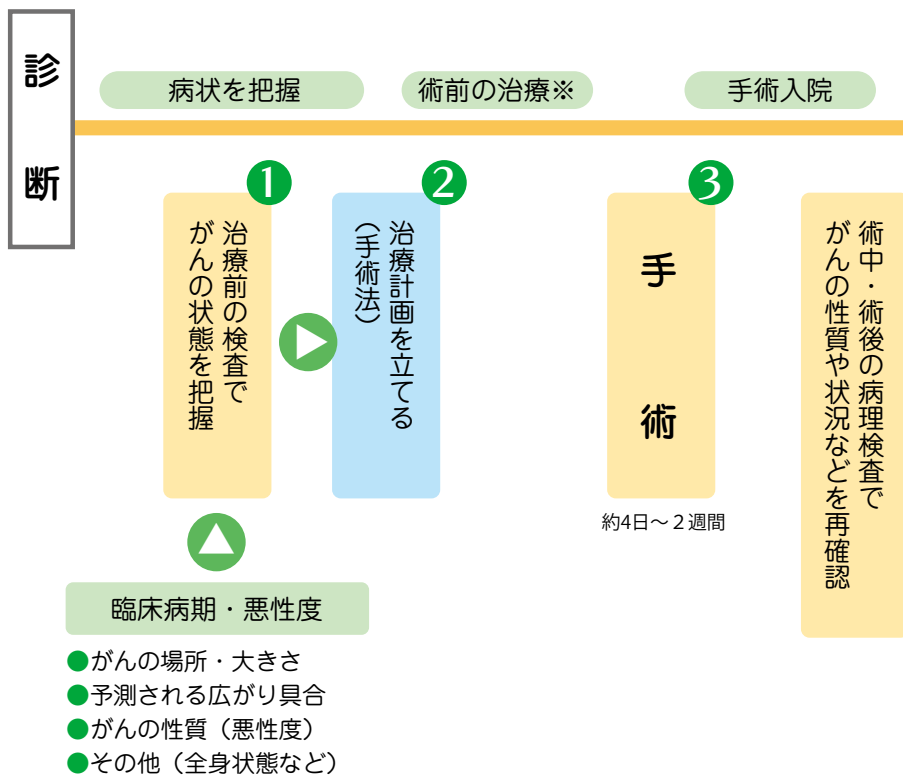 診断
病状を把握
術前の治療※
手術入院
1
治療前の検査で
がんの状態を把握
2
治療計画を立てる
（手術法）
3
手術
約4日～２週間
術中・術後の病理検査で
がんの性質や状況などを再確認
臨床病期・悪性度
●がんの場所・大きさ
●予測される広がり具合
●がんの性質（悪性度）
●その他（全身状態など）